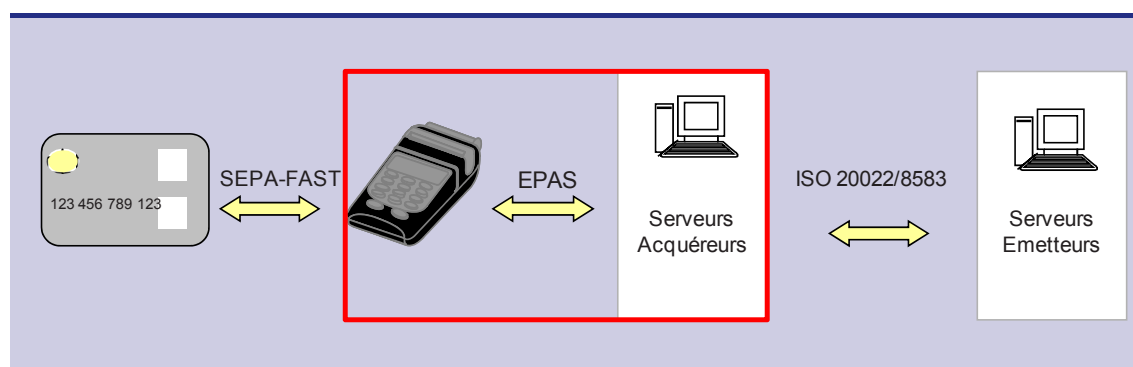 123 456 789 123
SEPA-FAST
EPAS
Serveurs
Acquéreurs
ISO 20022/8583
Serveurs
Emetteurs